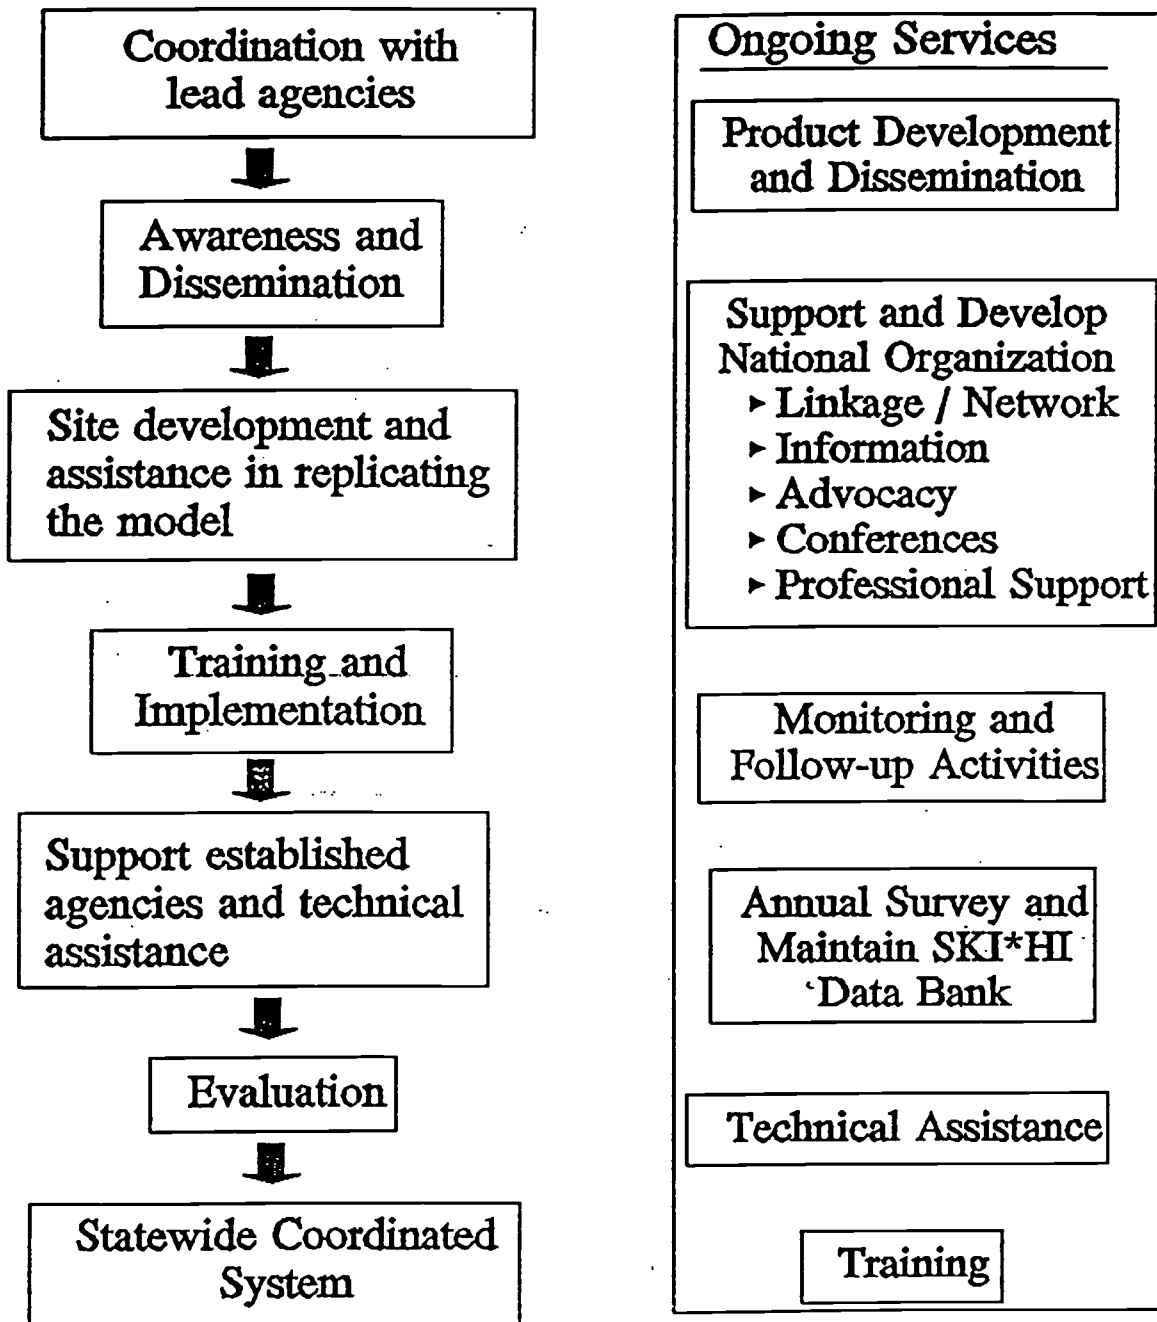 Coordination with
lead agencies
Awareness and
Dissemination
Site development and
assistance in replicating
the model
Training and
Implementation
Support established
agencies and technical
assistance
Evaluation
Statewide Coordinated
System
Ongoing Services
Product Development
and Dissemination
Support and Develop
National Organization
▸ Linkage / Network
▸ Information
▸ Advocacy
▸ Conferences
▸ Professional Support
Monitoring and
Follow-up Activities
Annual Survey and
Maintain SKI*HI
Data Bank
Technical Assistance
Training